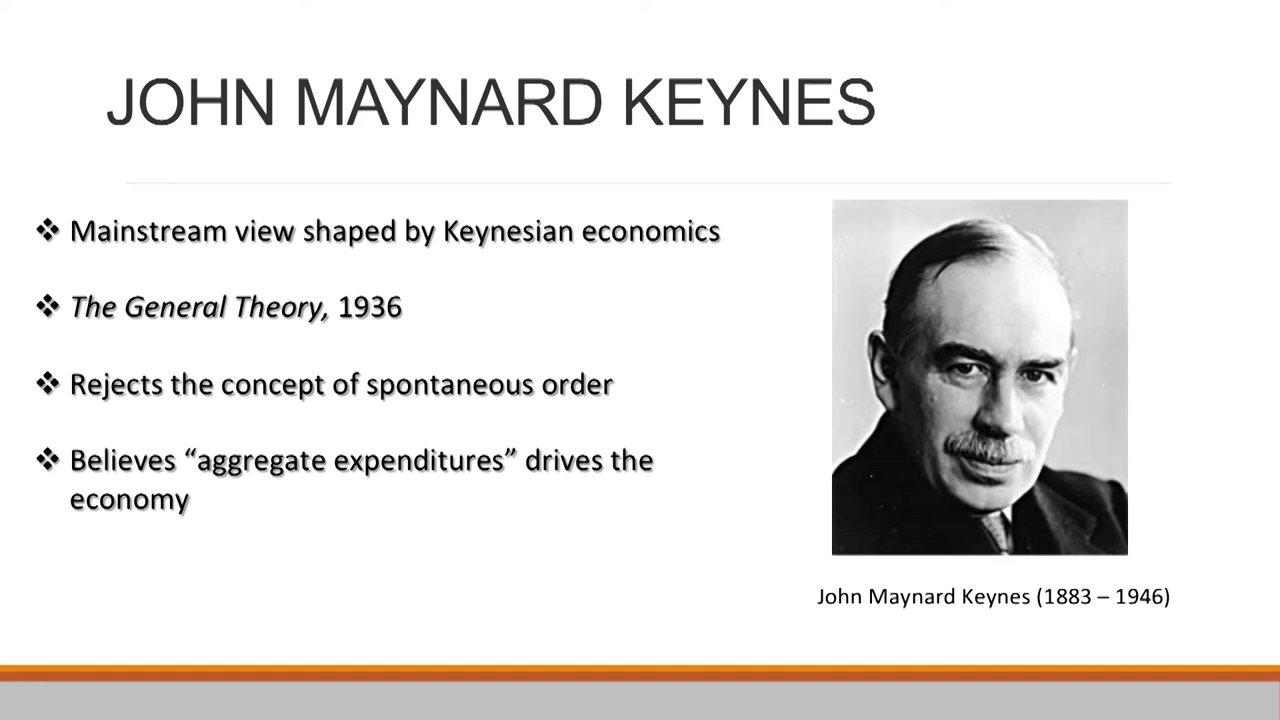 JOHN MAYNARD KEYNES
❖ Mainstream view shaped by Keynesian economics
❖ The General Theory, 1936
❖ Rejects the concept of spontaneous order
❖ Believes “aggregate expenditures” drives the
economy
John Maynard Keynes (1883 – 1946)